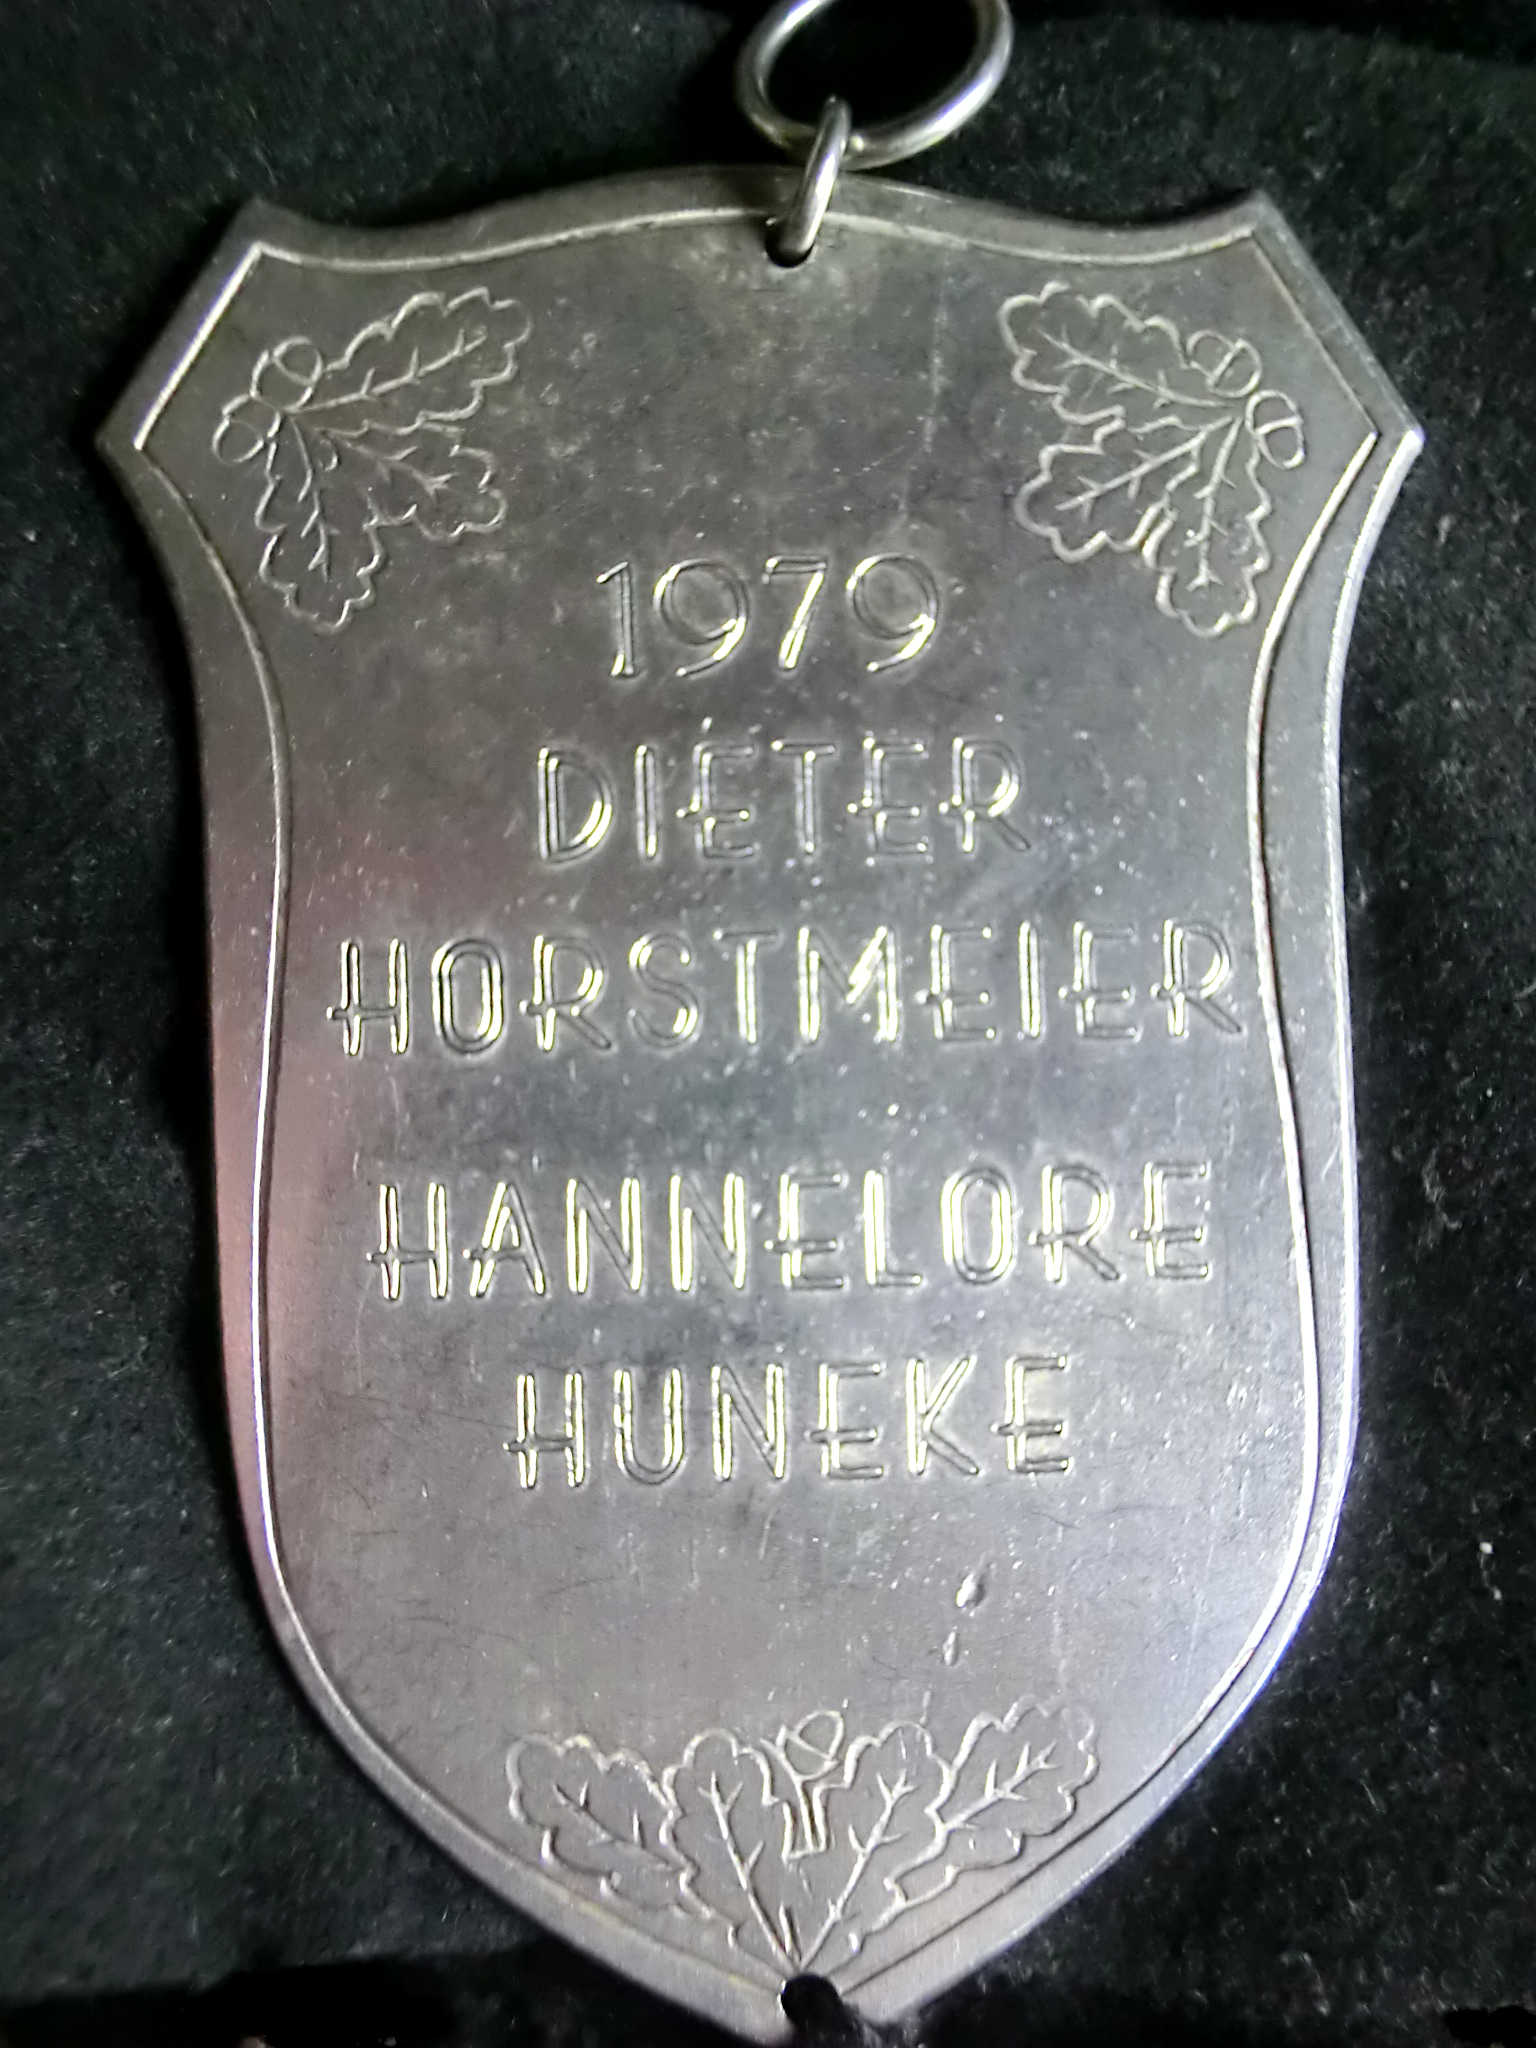 1979
DIETER
HORSTMEIER
HANNELORE
HUNEKE